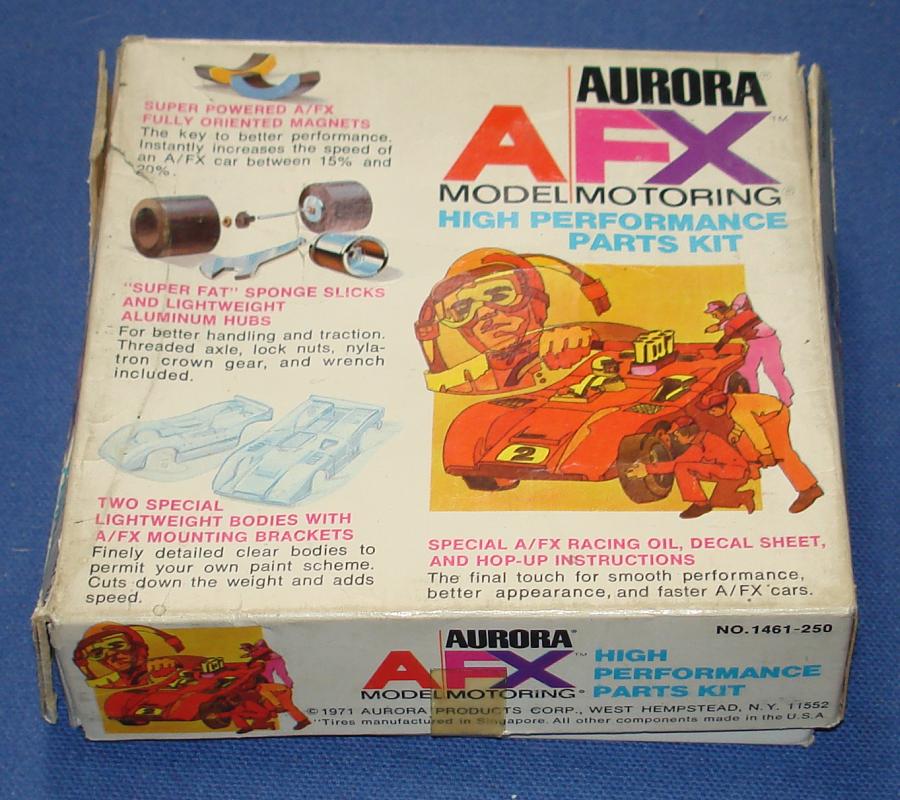 SUPER POWERED A/FX
FULLY ORIENTED MAGNETS
The key to better performance.
Instantly increases the speed of
an A/FX car between 15% and
20%.
"SUPER FAT" SPONGE SLICKS
AND LIGHTWEIGHT
ALUMINUM HUBS
For better handling and traction.
Threaded axle, lock nuts, nyla-
tron crown gear, and wrench
included.
TWO SPECIAL
LIGHTWEIGHT BODIES WITH
A/FX MOUNTING BRACKETS
Finely detailed clear bodies to
permit your own paint scheme.
Cuts down the weight and adds
speed.
AURORA®
AFX™
MODEL MOTORING®
HIGH PERFORMANCE
PARTS KIT
2
SPECIAL A/FX RACING OIL, DECAL SHEET,
AND HOP-UP INSTRUCTIONS
The final touch for smooth performance,
better appearance, and faster A/FX cars.
2
AURORA®
AFX™
MODEL MOTORING®
HIGH
PERFORMANCE
PARTS KIT
NO.1461-250
©1971 AURORA PRODUCTS CORP., WEST HEMPSTEAD, N.Y. 11552
"Tires manufactured in Singapore. All other components made in the U.S.A.